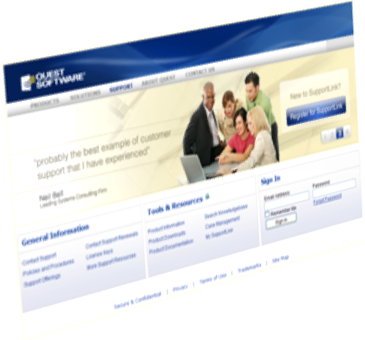 QUEST
SOFTWARE
PRODUCTS SOLUTIONS SUPPORT ABOUT QUEST CONTACT US
"probably the best example of customer
support that I have experienced"
Neil Bell
Leading Systems Consulting Firm
New to SupportLink?
Register for SupportLink
General Information
Contact Support
Policies and Procedures
Support Offerings
Contact Support Renewals
License Keys
More Support Resources
Tools & Resources
Product Information
Product Downloads
Product Documentation
Search Knowledgebase
Case Management
My SupportLink
Sign In
Email Address
Password
Remember Me
Forgot Password
Sign In
Secure & Confidential | Privacy | Terms of Use | Trademarks | Site Map